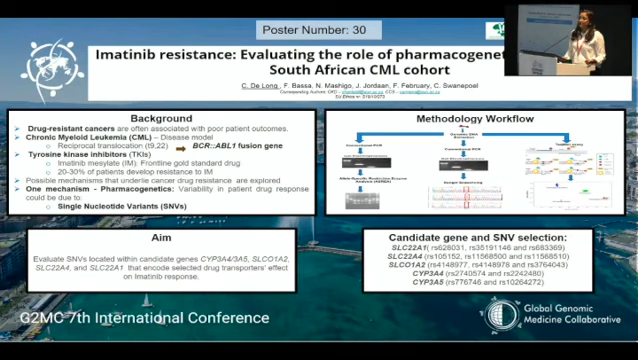 Poster Number: 30
Imatinib resistance: Evaluating the role of pharmacogenet
South African CML cohort
C. De Long, F. Bassa, N. Mashigo, J. Jordaan, F. February, C. Swanepoel
Background
Drug-resistant cancers are often associated with poor patient outcomes.
Chronic Myeloid Leukemia (CML) – Disease model
Reciprocal translocation (t9,22) BCR::ABL1 fusion gene
Tyrosine kinase inhibitors (TKIs)
Imatinib mesylate (IM): Frontline gold standard drug
20-30% of patients develop resistance to IM
Possible mechanisms that underlie cancer drug resistance are explored
One mechanism - Pharmacogenetics: Variability in patient drug response
could be due to:
Single Nucleotide Variants (SNVs)
Methodology Workflow
Aim
Evaluate SNVs located within candidate genes CYP3A4/3A5, SLCO1A2,
SLC22A4, and SLC22A1 that encode selected drug transporters' effect
on Imatinib response.
Candidate gene and SNV selection:
SLC22A1 (rs628031, rs35191146 and rs683369)
SLC22A4 (rs105152, rs11568500 and rs11568510)
SLCO1A2 (rs4148977, rs4148978 and rs3764043)
CYP3A4 (rs2740574 and rs2242480)
CYP3A5 (rs776746 and rs10264272)
G2MC 7th International Conference
Global Genomic
Medicine Collaborative